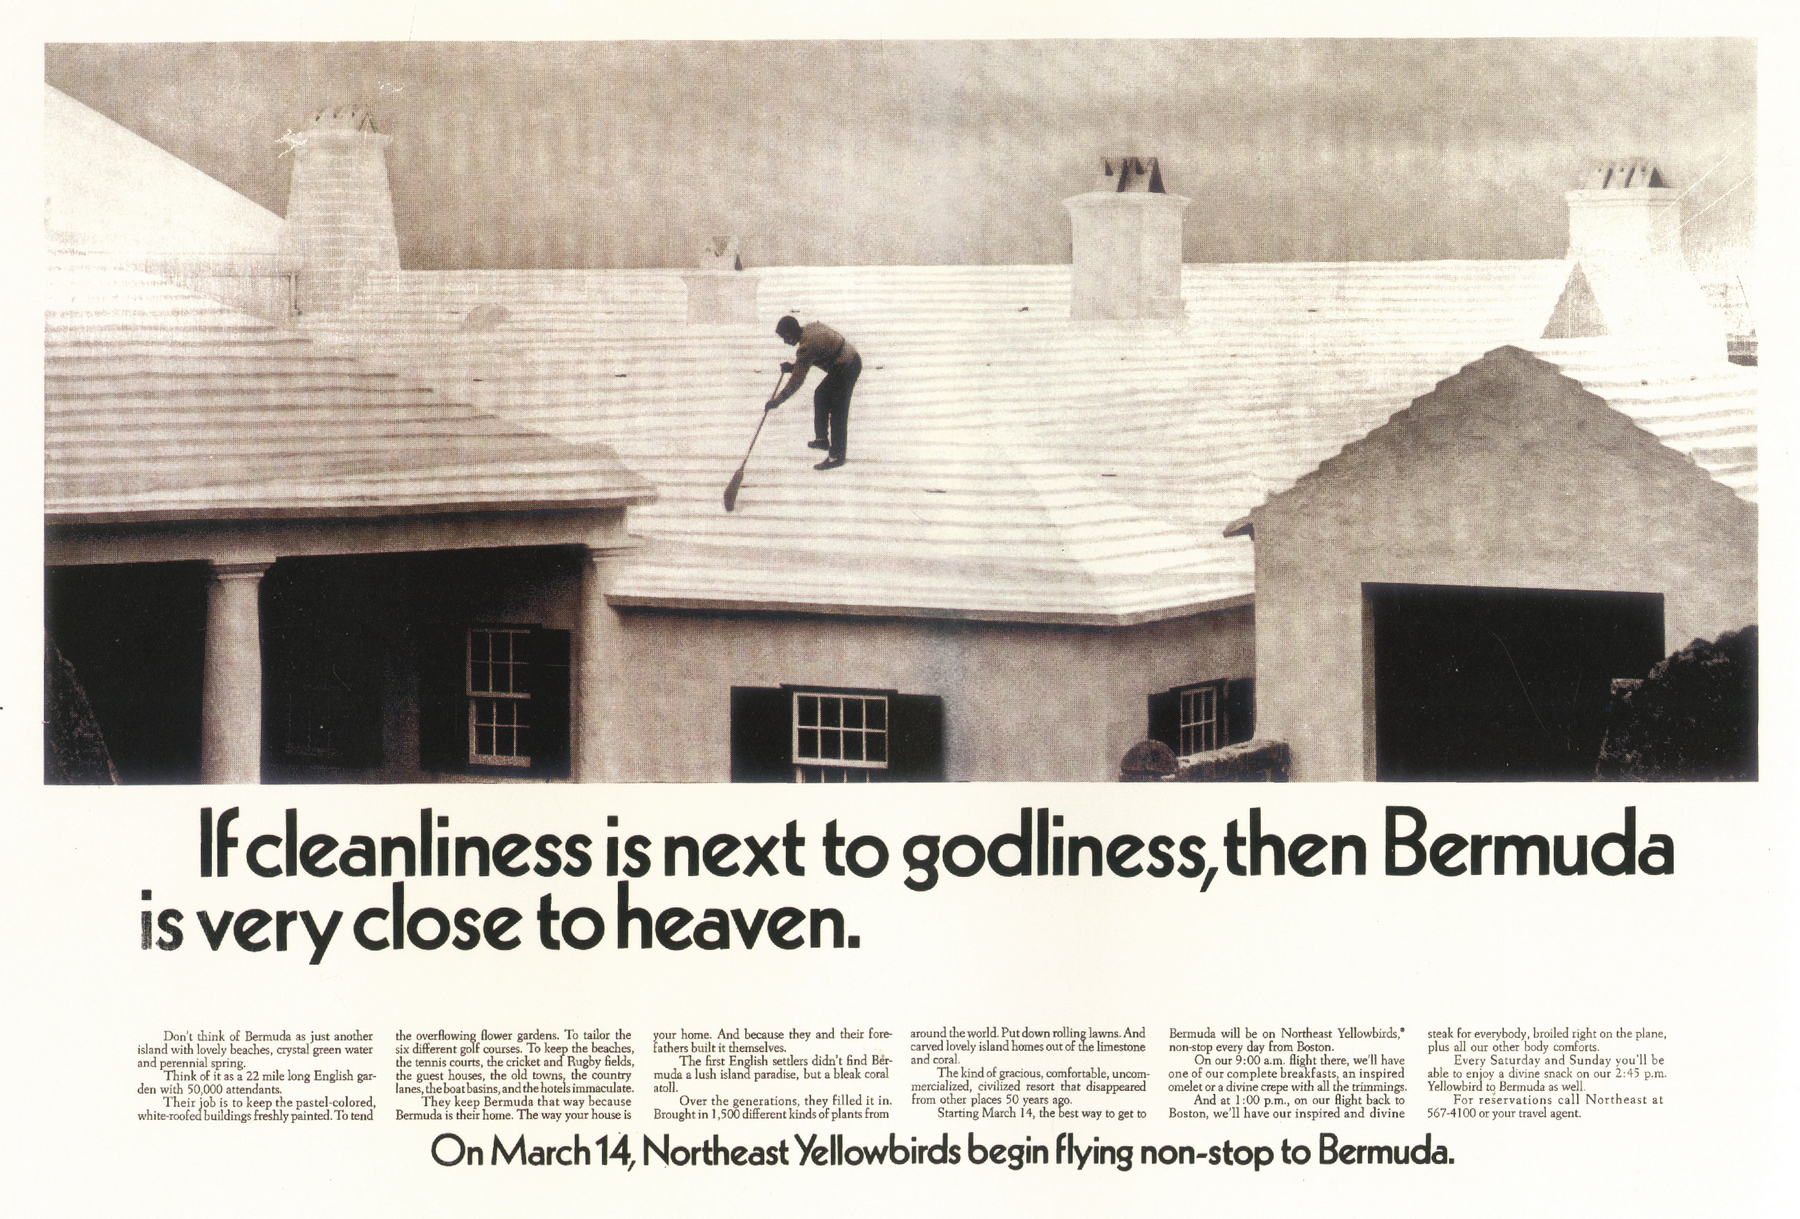 If cleanliness is next to godliness, then Bermuda
is very close to heaven.
Don't think of Bermuda as just another
island with lovely beaches, crystal green water
and perennial spring.
Think of it as a 22 mile long English gar-
den with 50,000 attendants.
Their job is to keep the pastel-colored,
white-roofed buildings freshly painted. To tend
the overflowing flower gardens. To tailor the
six different golf courses. To keep the beaches,
the tennis courts, the cricket and Rugby fields,
the guest houses, the old towns, the country
lanes, the boat basins, and the hotels immaculate.
They keep Bermuda that way because
Bermuda is their home. The way your house is
your home. And because they and their fore-
fathers built it themselves.
The first English settlers didn't find Ber-
muda a lush island paradise, but a bleak coral
atoll.
Over the generations, they filled it in.
Brought in 1,500 different kinds of plants from
around the world. Put down rolling lawns. And
carved lovely island homes out of the limestone
and coral.
The kind of gracious, comfortable, uncom-
mercialized, civilized resort that disappeared
from other places 50 years ago.
Starting March 14, the best way to get to
Bermuda will be on Northeast Yellowbirds,*
non-stop every day from Boston.
On our 9:00 a.m. flight there, we'll have
one of our complete breakfasts, an inspired
omelet or a divine crepe with all the trimmings.
And at 1:00 p.m., on our flight back to
Boston, we'll have our inspired and divine
steak for everybody, broiled right on the plane,
plus all our other body comforts.
Every Saturday and Sunday you'll be
able to enjoy a divine snack on our 2:45 p.m.
Yellowbird to Bermuda as well.
For reservations call Northeast at
567-4100 or your travel agent.
On March 14, Northeast Yellowbirds begin flying non-stop to Bermuda.